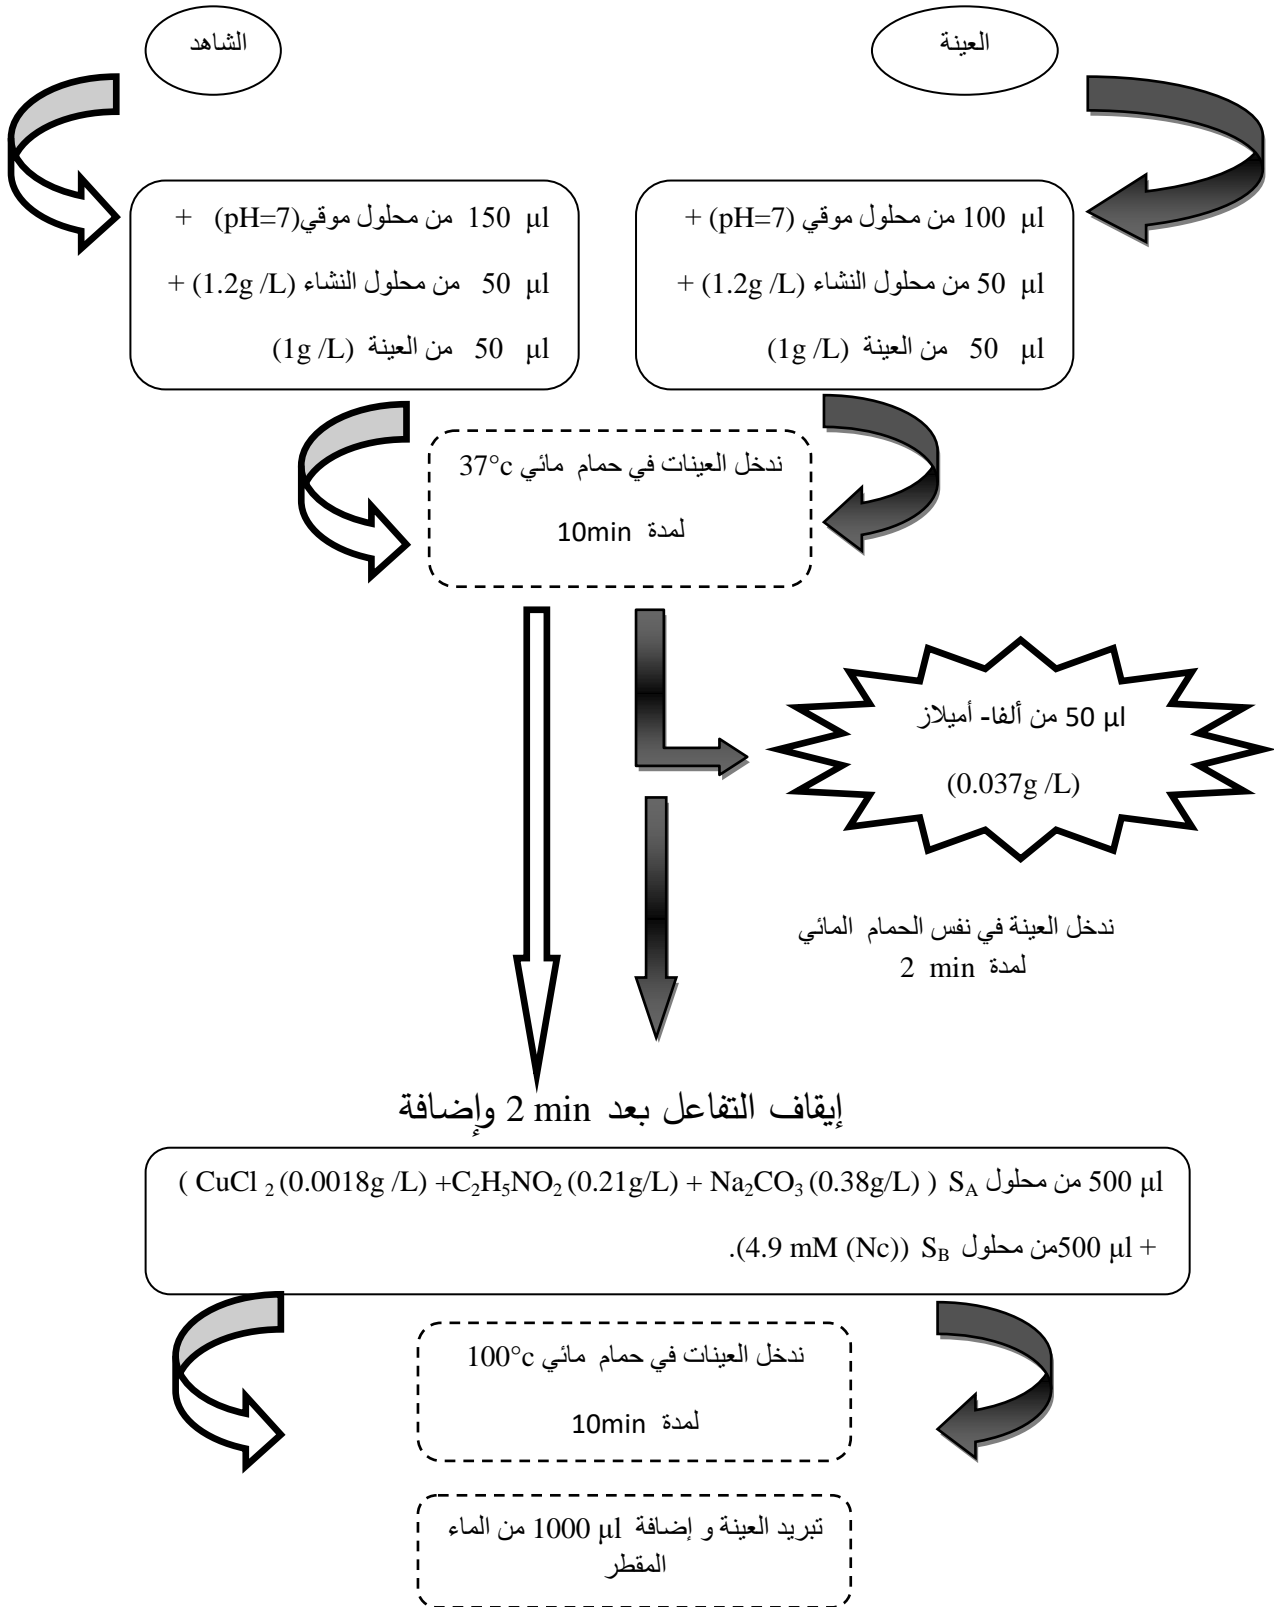 العينة
الشاهد
100 µl من محلول موقي (pH=7) +
50 µl من محلول النشاء (1.2g /L) +
50 µl من العينة (1g /L)
150 µl من محلول موقي(pH=7) +
50 µl من محلول النشاء (1.2g /L) +
50 µl من العينة (1g /L)
ندخل العينات في حمام مائي 37°c
لمدة 10min
50 µl من ألفا- أميلاز
(0.037g /L)
ندخل العينة في نفس الحمام المائي
لمدة 2 min
إيقاف التفاعل بعد 2 min وإضافة
500 µl من محلول S_A ( CuCl₂ (0.0018g /L) +C₂H₅NO₂ (0.21g/L) + Na₂CO₃ (0.38g/L) )
+ 500 µlمن محلول S_B ((4.9 mM (Nc).
ندخل العينات في حمام مائي 100°c
لمدة 10min
تبريد العينة و إضافة 1000 µl من الماء
المقطر